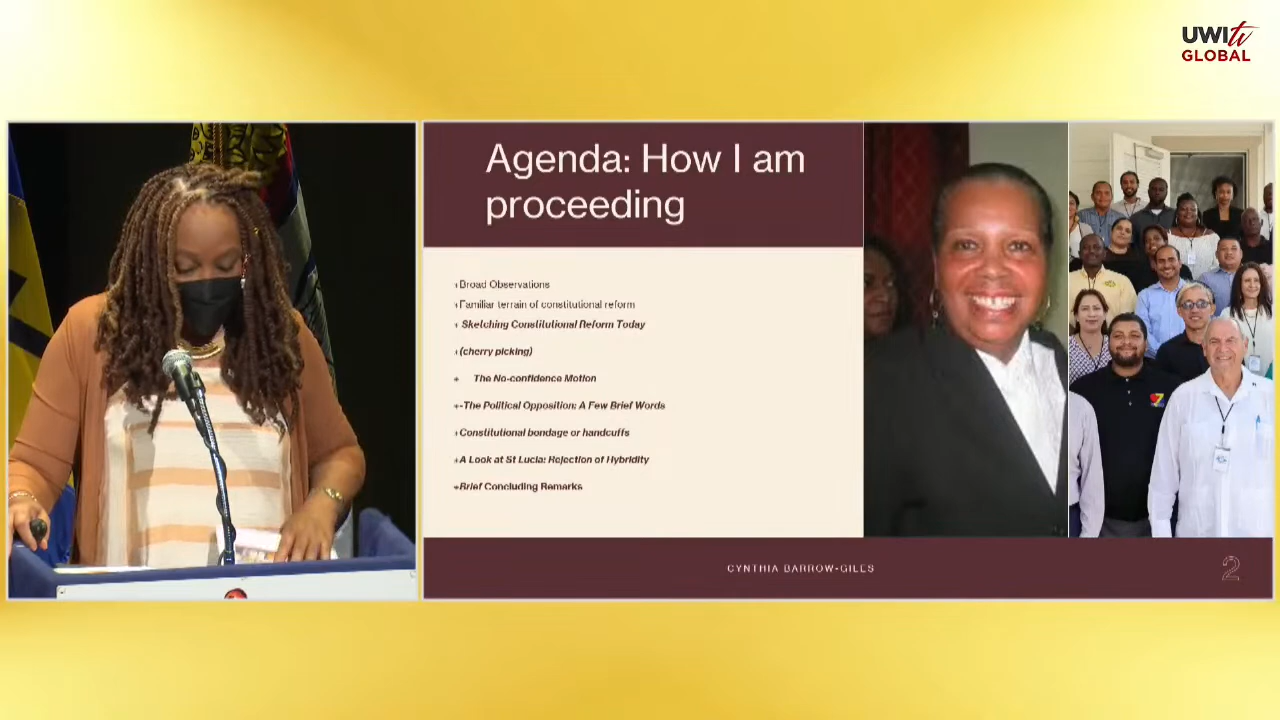 UWItv
GLOBAL
Agenda: How I am
proceeding
Broad Observations
Familiar terrain of constitutional reform
Sketching Constitutional Reform Today
(cherry picking)
The No-confidence Motion
-The Political Opposition: A Few Brief Words
Constitutional bondage or handcuffs
A Look at St Lucia: Rejection of Hybridity
Brief Concluding Remarks
CYNTHIA BARROW-GILES
2